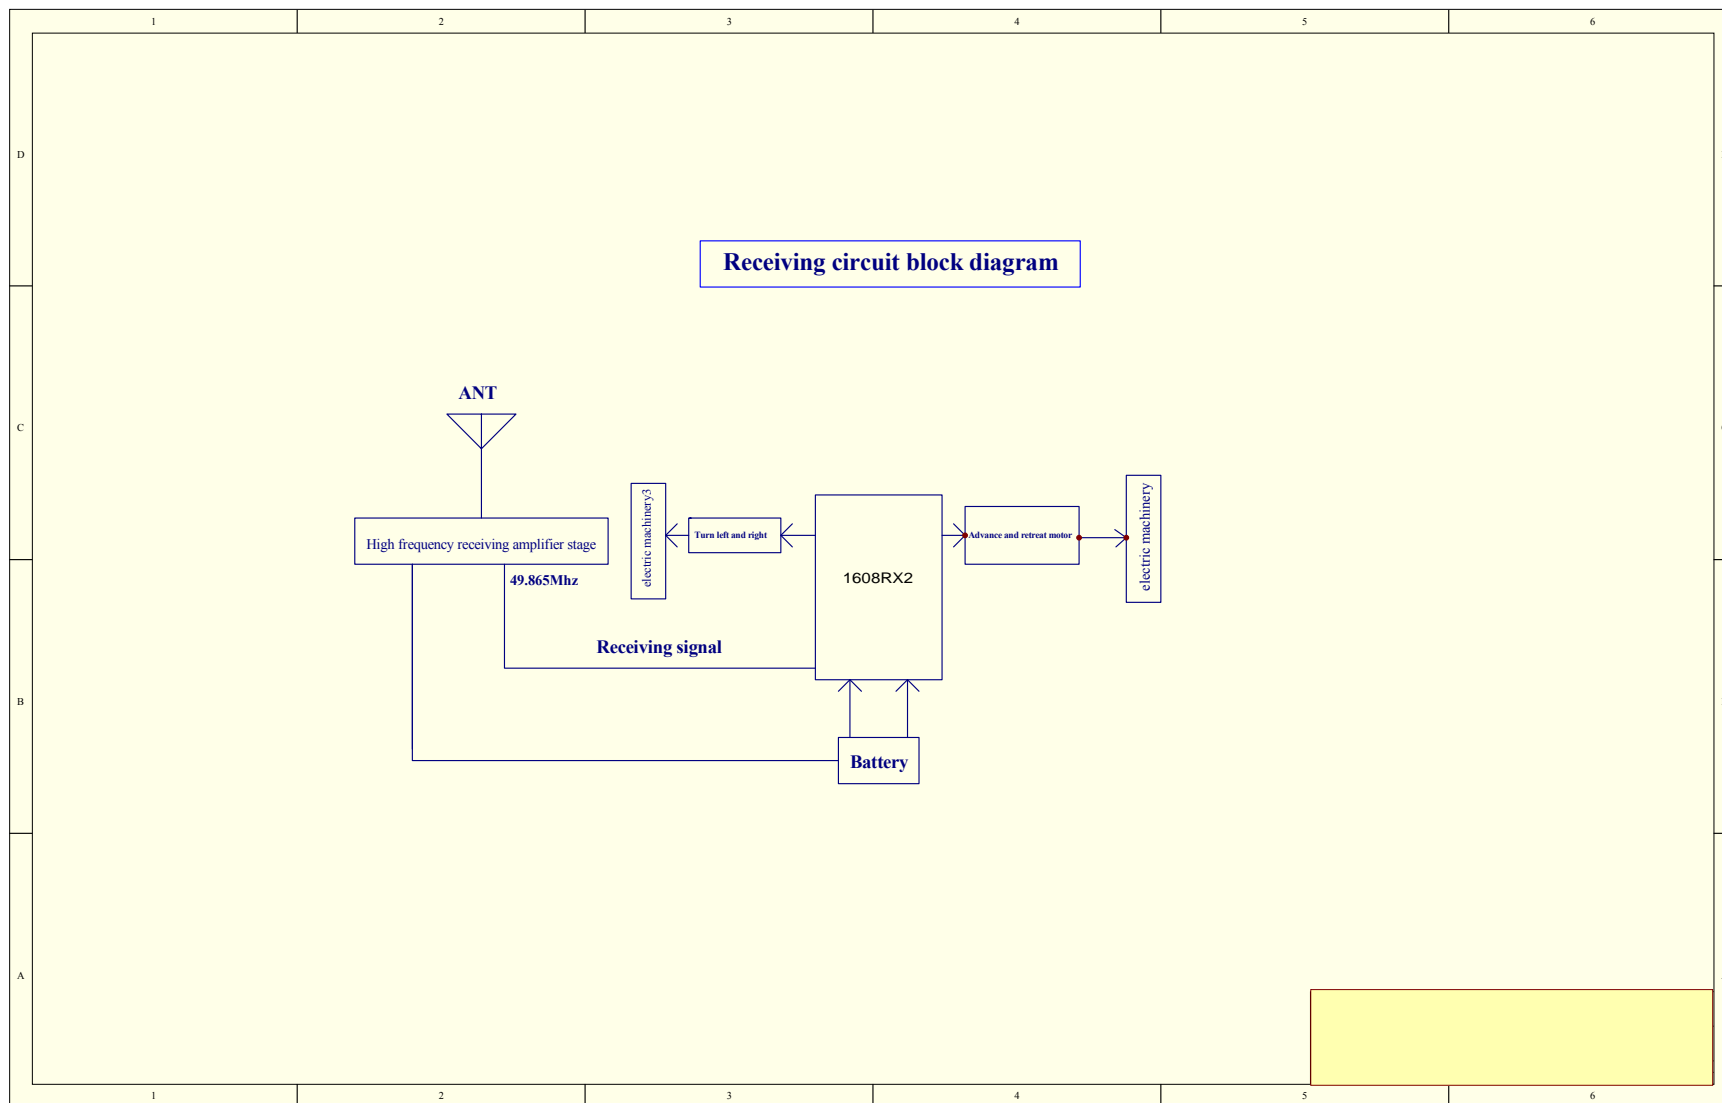 1 2 3 4 5 6
D
Receiving circuit block diagram
ANT
C
electric machinery3
Turn left and right
Advance and retreat motor
electric machinery
High frequency receiving amplifier stage
1608RX2
49.865Mhz
Receiving signal
B
Battery
A
1 2 3 4 5 6